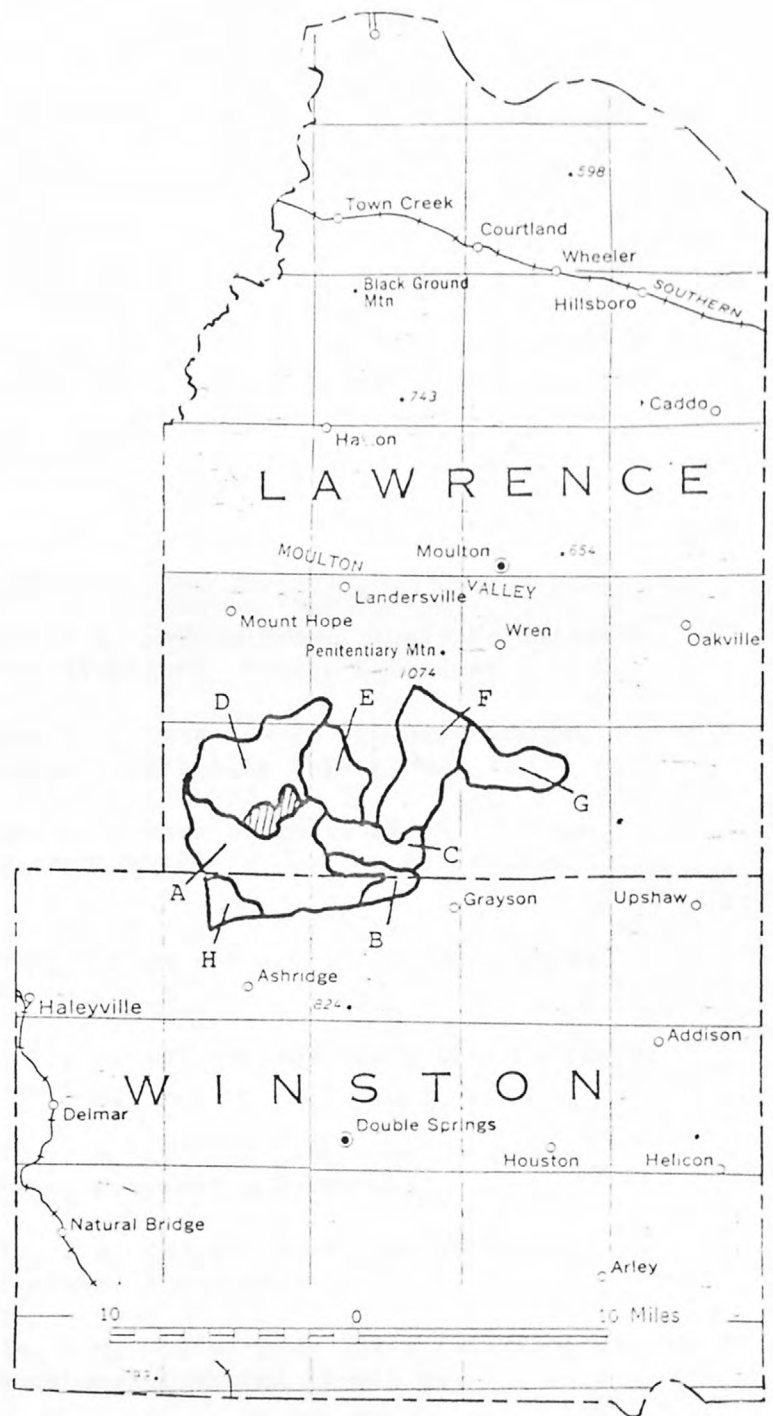 .598
Town Creek
Courtland
Wheeler
Black Ground
Mtn
Hillsboro
SOUTHERN
.743
Caddo
LAWRENCE
Moulton
.654
MOULTON
VALLEY
Landersville
Mount Hope
Wren
Oakville
Penitentiary Mtn.
1074
D
E
F
G
C
A
Grayson
Upshaw
B
H
Ashridge
Haleyville
824.
Addison
WINSTON
Delmar
Double Springs
Houston
Helicon
Natural Bridge
Arley
10
0
10 Miles